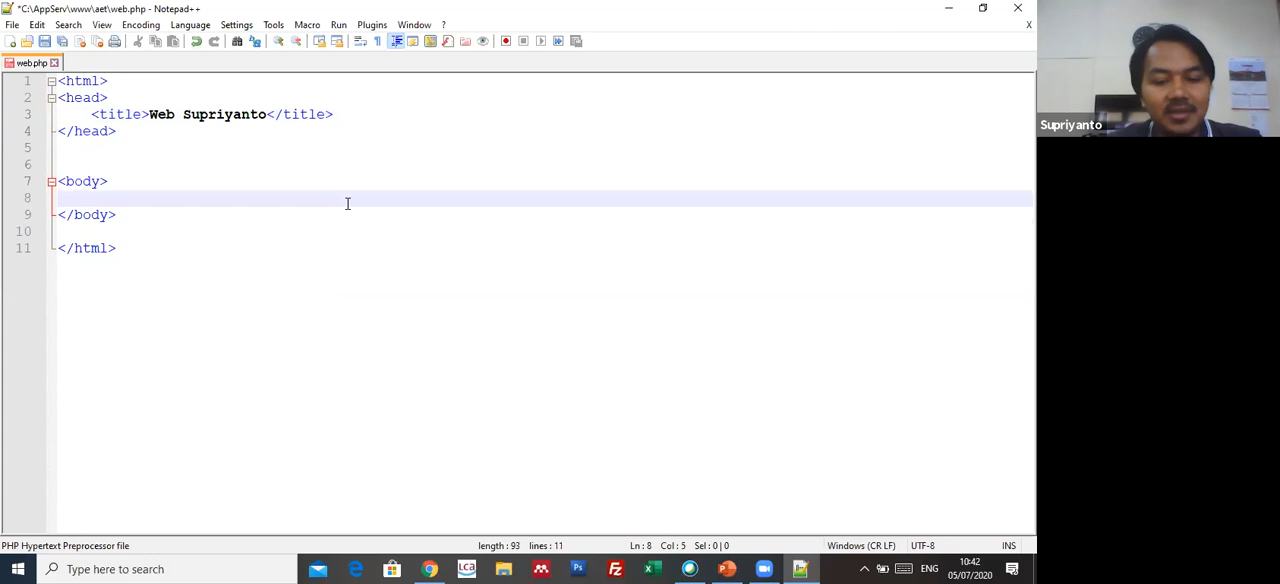 *C:\AppServ\www\aet\web.php - Notepad++
File Edit Search View Encoding Language Settings Tools Macro Run Plugins Window ? X
web.php
1 <html>
2 <head>
3 <title>Web Supriyanto</title>
4 </head>
5
6
7 <body>
8
9 </body>
10
11 </html>
Supriyanto
PHP Hypertext Preprocessor file length : 93 lines : 11 Ln : 8 Col : 5 Sel : 0 | 0 Windows (CR LF) UTF-8 INS
Type here to search
LCA
Ps
ENG
10:42
05/07/2020